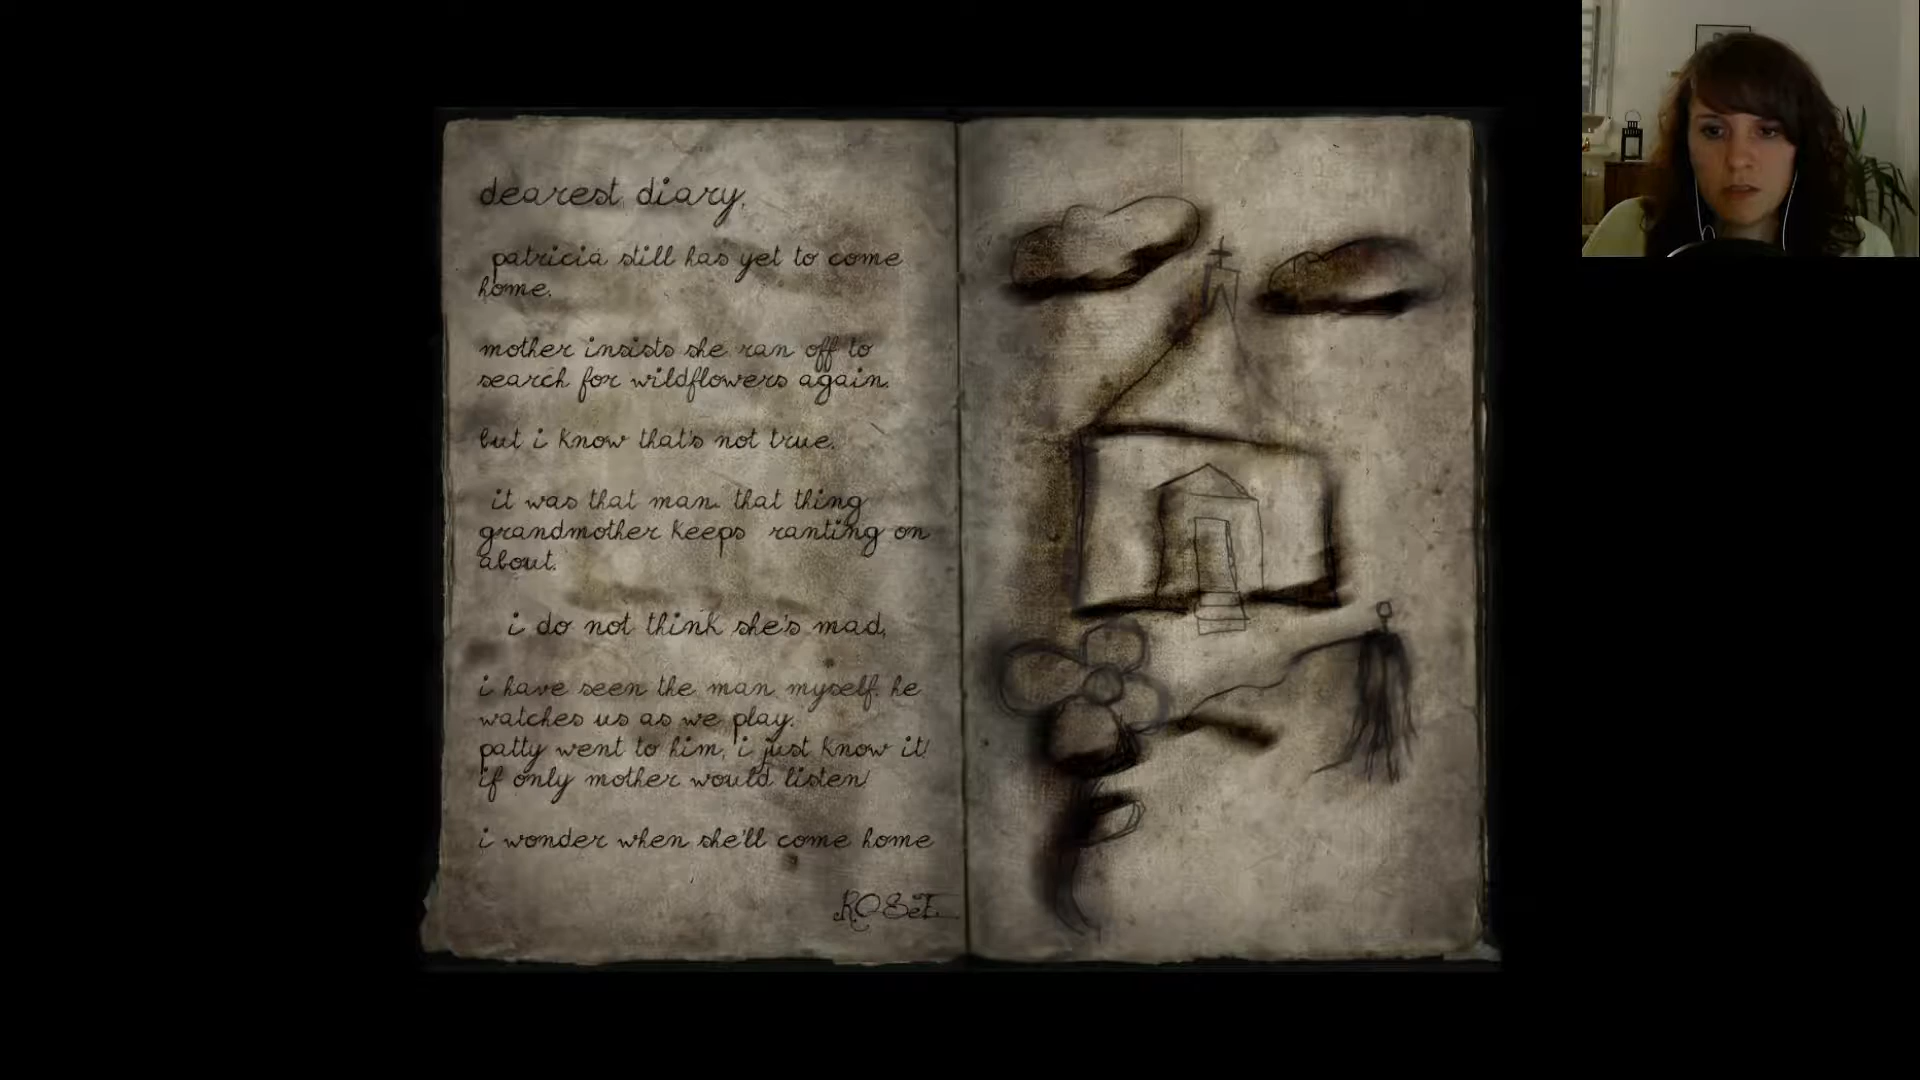 dearest diary,
patricia still has yet to come
home.
mother insists she ran off to
search for wildflowers again.
but i know that's not true.
it was that man. that thing
grandmother keeps ranting on
about.
i do not think she's mad,
i have seen the man myself. he
watches us as we play.
patty went to him, i just know it!
if only mother would listen!
i wonder when she'll come home